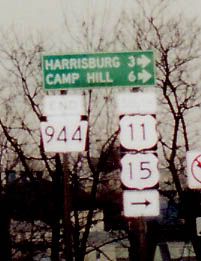 HARRISBURG 3 →
CAMP HILL 6 →
END
944
11
15
→